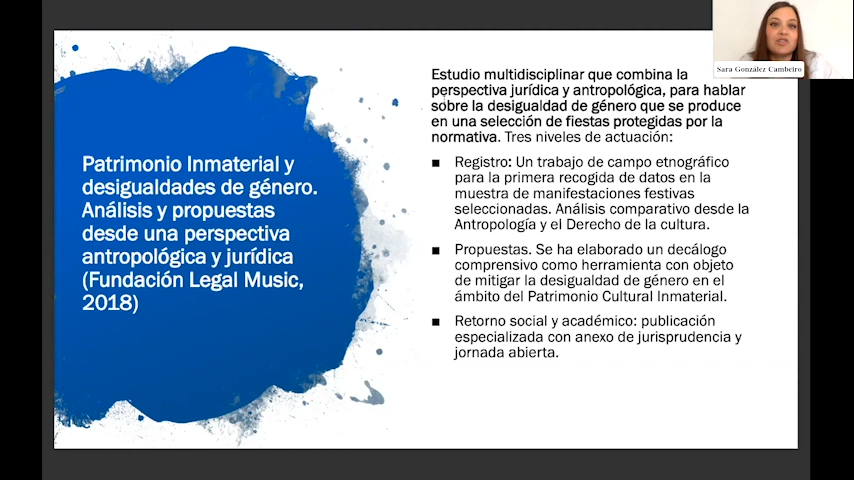 Sara González Cambeiro
Patrimonio Inmaterial y
desigualdades de género.
Análisis y propuestas
desde una perspectiva
antropológica y jurídica
(Fundación Legal Music,
2018)
Estudio multidisciplinar que combina la
perspectiva jurídica y antropológica, para hablar
sobre la desigualdad de género que se produce
en una selección de fiestas protegidas por la
normativa. Tres niveles de actuación:
■ Registro: Un trabajo de campo etnográfico
para la primera recogida de datos en la
muestra de manifestaciones festivas
seleccionadas. Análisis comparativo desde la
Antropología y el Derecho de la cultura.
■ Propuestas. Se ha elaborado un decálogo
comprensivo como herramienta con objeto
de mitigar la desigualdad de género en el
ámbito del Patrimonio Cultural Inmaterial.
■ Retorno social y académico: publicación
especializada con anexo de jurisprudencia y
jornada abierta.